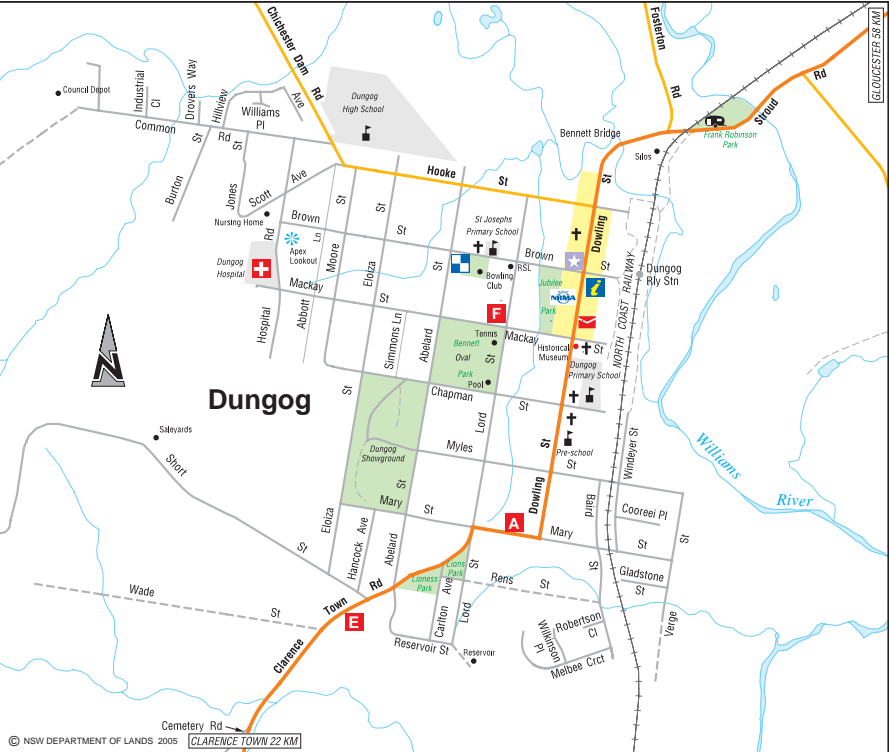 GLOUCESTER 58 KM
Chichester Dam Rd
Fosterton Rd
Stroud Rd
Council Depot
Industrial Cl
Drovers Way
Hillview Ave
Williams Pl
Common Rd
Dungog
High School
Bennett Bridge
Frank Robinson
Park
Silos
Burton St
Jones St
Scott Ave
Hooke St
Nursing Home
Brown St
St Josephs
Primary School
Brown St
Dowling St
RSL
Dungog
Hospital
Apex
Lookout
Ln
Moore St
Eloiza St
St
Bowling
Club
Jubilee
Park
NRMA
i
Dungog
Rly Stn
NORTH COAST RAILWAY
Mackay St
Hospital Rd
Abbott
Simmons Ln
Abelard
F
Tennis
Bennett
Oval
Park
Pool
St
Mackay St
Historical
Museum
Dungog
Primary School
N
Dungog
Chapman St
Lord
Saleyards
Short St
Dungog
Showground
Myles St
Pre-school
Windeyer St
Williams
River
St
Mary St
Eloiza St
Hancock Ave
Abelard
A
Dowling St
Mary St
Baird St
Cooreei Pl
Gladstone St
Verge St
Lions
Park
Lioness
Park
Rens St
Wade St
Clarence Town Rd
E
Carlton Ave
Lord St
Reservoir St
Reservoir
Robertson
Cl
Wilkinson
Pl
Melbee Crct
Cemetery Rd
© NSW DEPARTMENT OF LANDS 2005
CLARENCE TOWN 22 KM